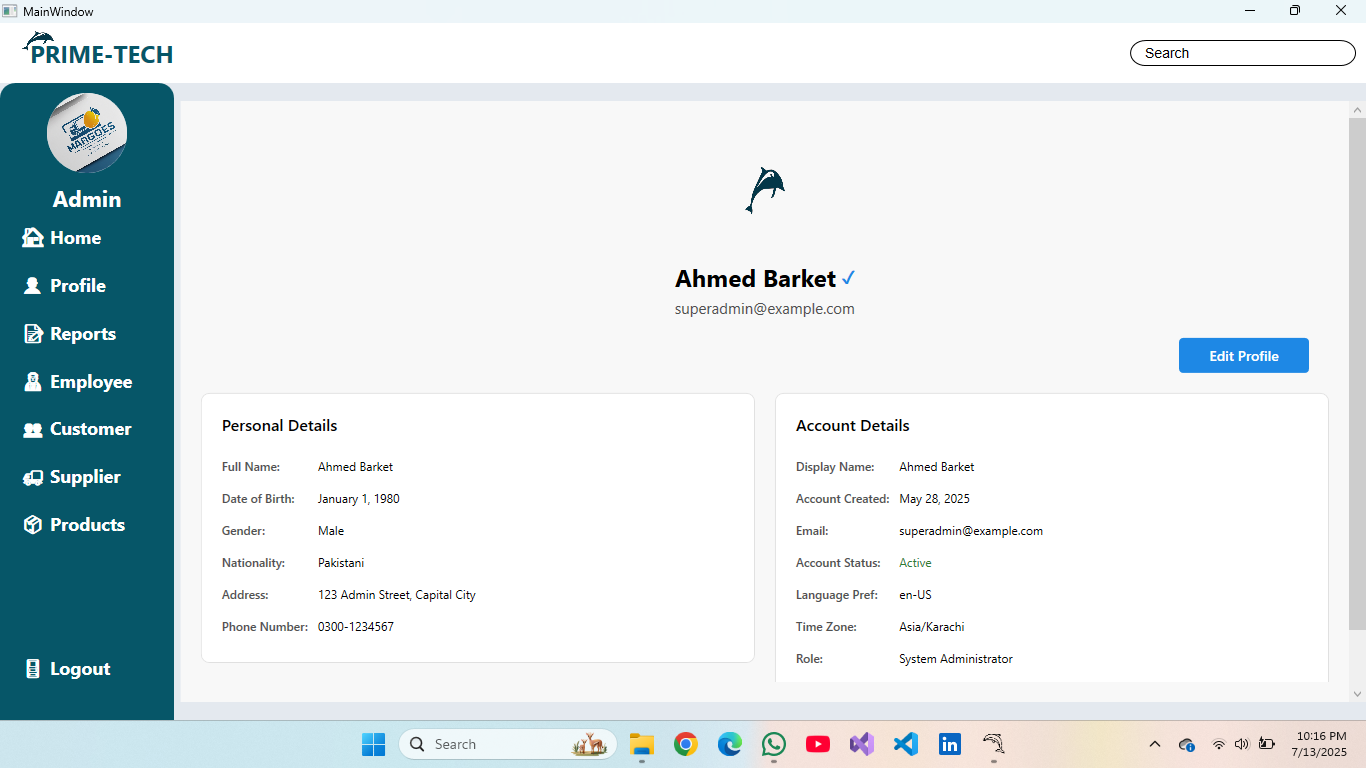 MainWindow
PRIME-TECH
Search
MANGOES
Admin
Home
Profile
Reports
Employee
Customer
Supplier
Products
Logout
Ahmed Barket ✓
superadmin@example.com
Edit Profile
Personal Details
Full Name: Ahmed Barket
Date of Birth: January 1, 1980
Gender: Male
Nationality: Pakistani
Address: 123 Admin Street, Capital City
Phone Number: 0300-1234567
Account Details
Display Name: Ahmed Barket
Account Created: May 28, 2025
Email: superadmin@example.com
Account Status: Active
Language Pref: en-US
Time Zone: Asia/Karachi
Role: System Administrator
Search
10:16 PM
7/13/2025